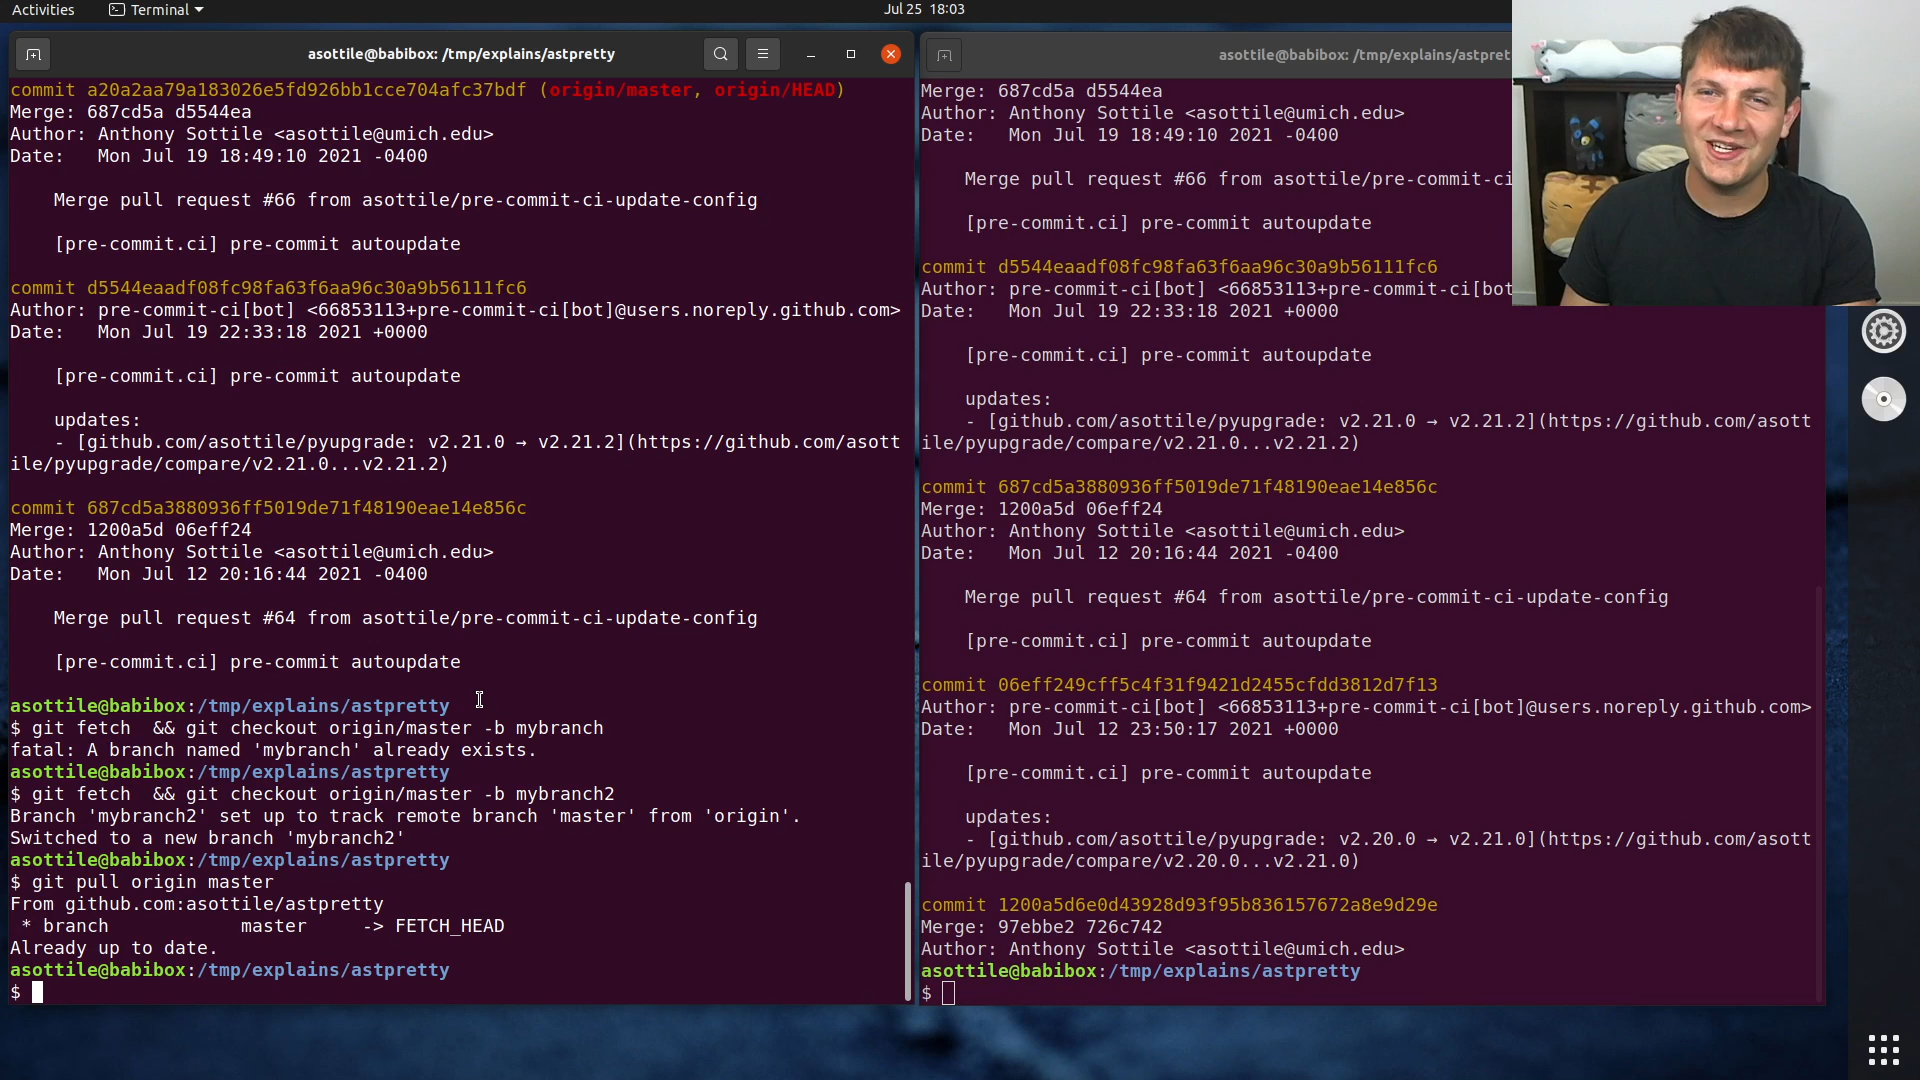 Activities
Terminal
Jul 25 18:03
asottile@babibox: /tmp/explains/astpretty
commit a20a2aa79a183026e5fd926bb1cce704afc37bdf (origin/master, origin/HEAD)
Merge: 687cd5a d5544ea
Author: Anthony Sottile <asottile@umich.edu>
Date:   Mon Jul 19 18:49:10 2021 -0400
Merge pull request #66 from asottile/pre-commit-ci-update-config
[pre-commit.ci] pre-commit autoupdate
commit d5544eaadf08fc98fa63f6aa96c30a9b56111fc6
Author: pre-commit-ci[bot] <66853113+pre-commit-ci[bot]@users.noreply.github.com>
Date:   Mon Jul 19 22:33:18 2021 +0000
[pre-commit.ci] pre-commit autoupdate
updates:
- [github.com/asottile/pyupgrade: v2.21.0 → v2.21.2](https://github.com/asott
ile/pyupgrade/compare/v2.21.0...v2.21.2)
commit 687cd5a3880936ff5019de71f48190eae14e856c
Merge: 1200a5d 06eff24
Author: Anthony Sottile <asottile@umich.edu>
Date:   Mon Jul 12 20:16:44 2021 -0400
Merge pull request #64 from asottile/pre-commit-ci-update-config
[pre-commit.ci] pre-commit autoupdate
asottile@babibox:/tmp/explains/astpretty
$ git fetch  && git checkout origin/master -b mybranch
fatal: A branch named 'mybranch' already exists.
asottile@babibox:/tmp/explains/astpretty
$ git fetch  && git checkout origin/master -b mybranch2
Branch 'mybranch2' set up to track remote branch 'master' from 'origin'.
Switched to a new branch 'mybranch2'
asottile@babibox:/tmp/explains/astpretty
$ git pull origin master
From github.com:asottile/astpretty
 * branch            master     -> FETCH_HEAD
Already up to date.
asottile@babibox:/tmp/explains/astpretty
$
asottile@babibox: /tmp/explains/astpret
Merge: 687cd5a d5544ea
Author: Anthony Sottile <asottile@umich.edu>
Date:   Mon Jul 19 18:49:10 2021 -0400
Merge pull request #66 from asottile/pre-commit-ci
[pre-commit.ci] pre-commit autoupdate
commit d5544eaadf08fc98fa63f6aa96c30a9b56111fc6
Author: pre-commit-ci[bot] <66853113+pre-commit-ci[bot
Date:   Mon Jul 19 22:33:18 2021 +0000
[pre-commit.ci] pre-commit autoupdate
updates:
- [github.com/asottile/pyupgrade: v2.21.0 → v2.21.2](https://github.com/asott
ile/pyupgrade/compare/v2.21.0...v2.21.2)
commit 687cd5a3880936ff5019de71f48190eae14e856c
Merge: 1200a5d 06eff24
Author: Anthony Sottile <asottile@umich.edu>
Date:   Mon Jul 12 20:16:44 2021 -0400
Merge pull request #64 from asottile/pre-commit-ci-update-config
[pre-commit.ci] pre-commit autoupdate
commit 06eff249cff5c4f31f9421d2455cfdd3812d7f13
Author: pre-commit-ci[bot] <66853113+pre-commit-ci[bot]@users.noreply.github.com>
Date:   Mon Jul 12 23:50:17 2021 +0000
[pre-commit.ci] pre-commit autoupdate
updates:
- [github.com/asottile/pyupgrade: v2.20.0 → v2.21.0](https://github.com/asott
ile/pyupgrade/compare/v2.20.0...v2.21.0)
commit 1200a5d6e0d43928d93f95b836157672a8e9d29e
Merge: 97ebbe2 726c742
Author: Anthony Sottile <asottile@umich.edu>
asottile@babibox:/tmp/explains/astpretty
$